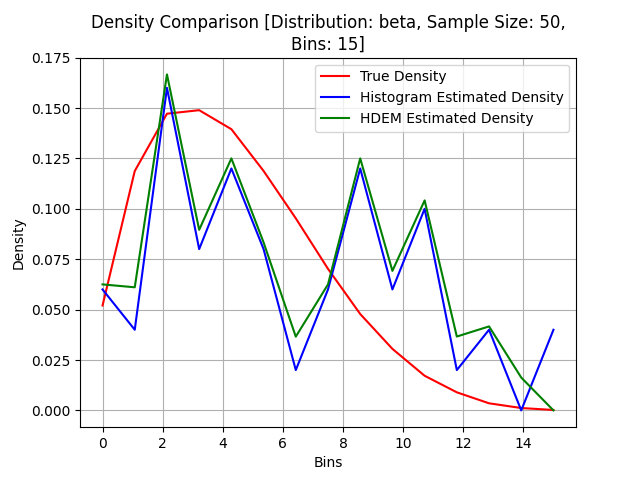 Density Comparison [Distribution: beta, Sample Size: 50,
Bins: 15]
True Density
Histogram Estimated Density
HDEM Estimated Density
Density
0.175
0.150
0.125
0.100
0.075
0.050
0.025
0.000
0 2 4 6 8 10 12 14
Bins